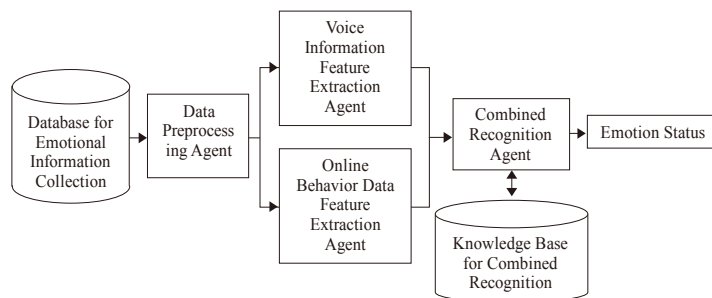 Database for
Emotional
Information
Collection
Data
Preprocess
ing Agent
Voice
Information
Feature
Extraction
Agent
Online
Behavior Data
Feature
Extraction
Agent
Combined
Recognition
Agent
Emotion Status
Knowledge Base
for Combined
Recognition